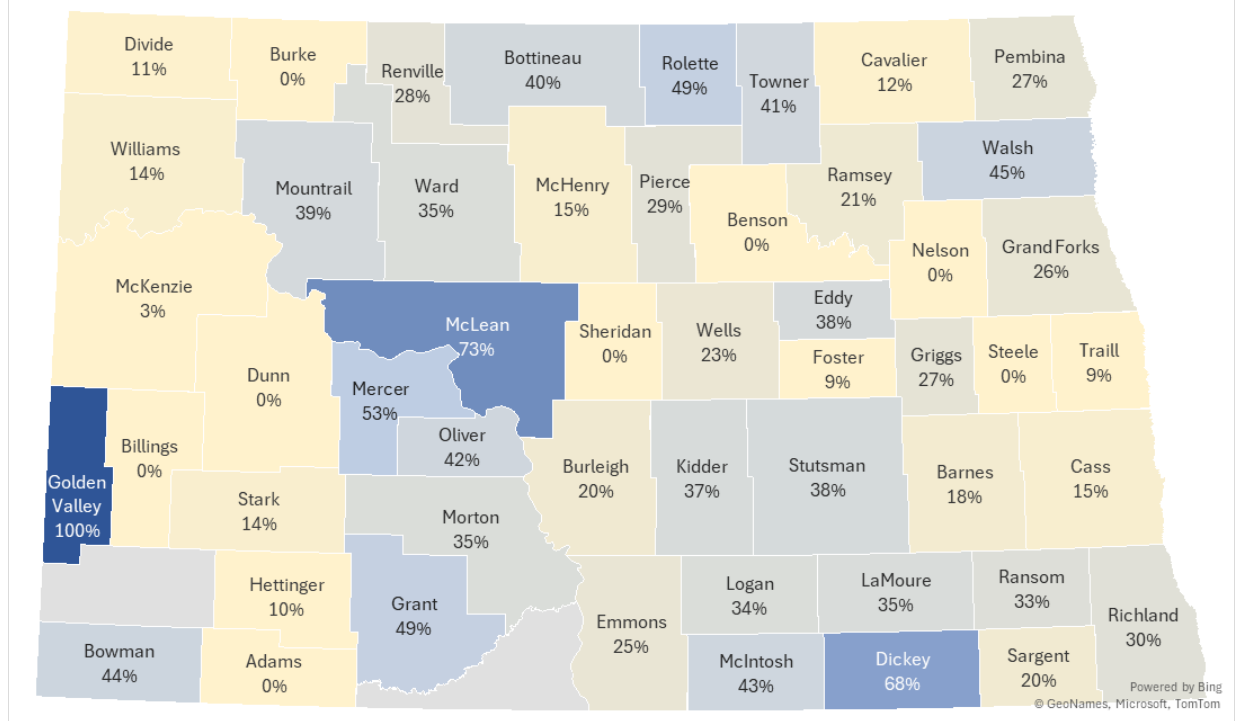 Divide
11%
Burke
0%
Renville
28%
Bottineau
40%
Rolette
49%
Towner
41%
Cavalier
12%
Pembina
27%
Williams
14%
Mountrail
39%
Ward
35%
McHenry
15%
Pierce
29%
Benson
0%
Ramsey
21%
Walsh
45%
Nelson
0%
Grand Forks
26%
McKenzie
3%
Dunn
0%
McLean
73%
Mercer
53%
Oliver
42%
Sheridan
0%
Wells
23%
Eddy
38%
Foster
9%
Griggs
27%
Steele
0%
Traill
9%
Golden
Valley
100%
Billings
0%
Stark
14%
Morton
35%
Burleigh
20%
Kidder
37%
Stutsman
38%
Barnes
18%
Cass
15%
Hettinger
10%
Grant
49%
Emmons
25%
Logan
34%
LaMoure
35%
Ransom
33%
Richland
30%
Bowman
44%
Adams
0%
McIntosh
43%
Dickey
68%
Sargent
20%
Powered by Bing
© GeoNames, Microsoft, TomTom